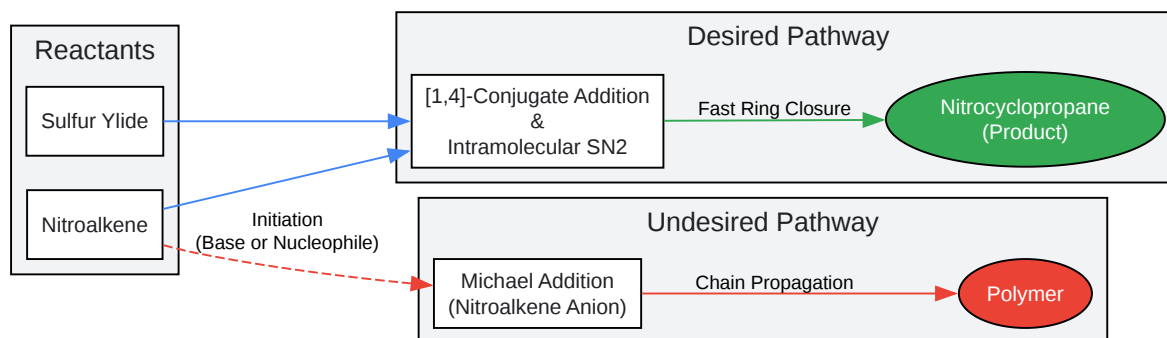 Reactants
Sulfur Ylide
Nitroalkene
Desired Pathway
[1,4]-Conjugate Addition
&
Intramolecular SN2
Fast Ring Closure
Nitrocyclopropane
(Product)
Initiation
(Base or Nucleophile)
Undesired Pathway
Michael Addition
(Nitroalkene Anion)
Chain Propagation
Polymer